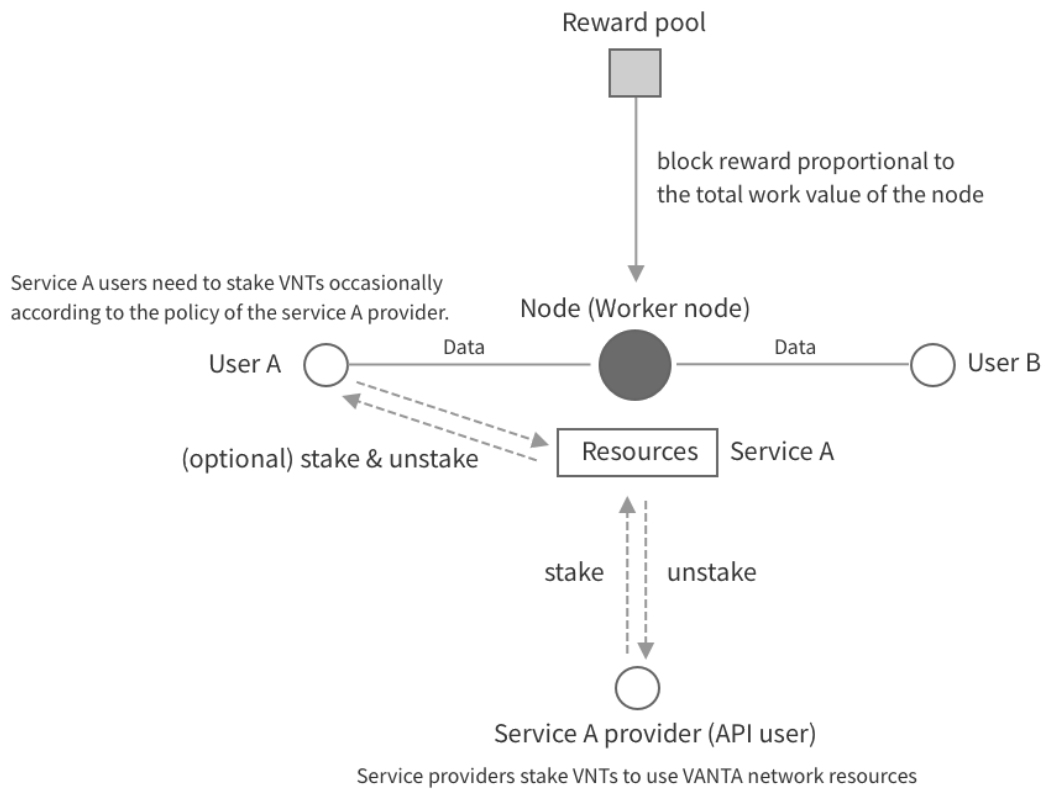 Reward pool
block reward proportional to
the total work value of the node
Service A users need to stake VNTs occasionally
according to the policy of the service A provider.
Node (Worker node)
User A
Data
Data
User B
(optional) stake & unstake
Resources
Service A
stake
unstake
Service A provider (API user)
Service providers stake VNTs to use VANTA network resources